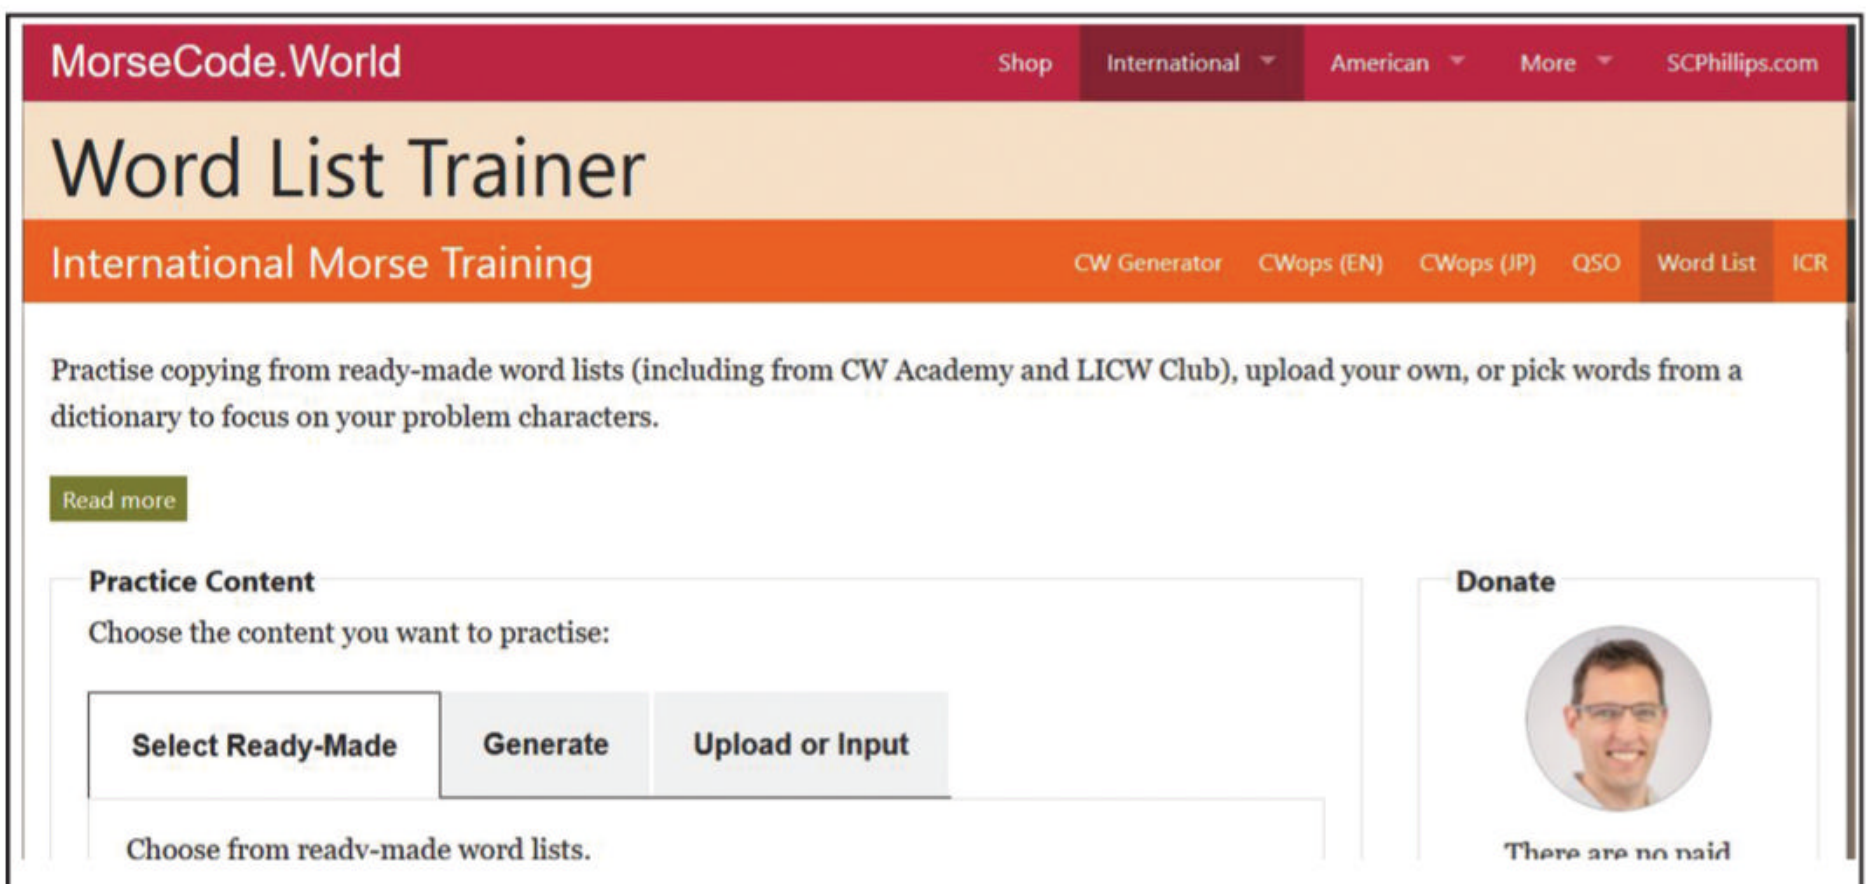 MorseCode.World
Shop International American More SCPhillips.com
Word List Trainer
International Morse Training
CW Generator CWops (EN) CWops (JP) QSO Word List ICR
Practise copying from ready-made word lists (including from CW Academy and LICW Club), upload your own, or pick words from a
dictionary to focus on your problem characters.
Read more
Practice Content
Choose the content you want to practise:
Select Ready-Made Generate Upload or Input
Choose from ready-made word lists.
Donate
There are no paid